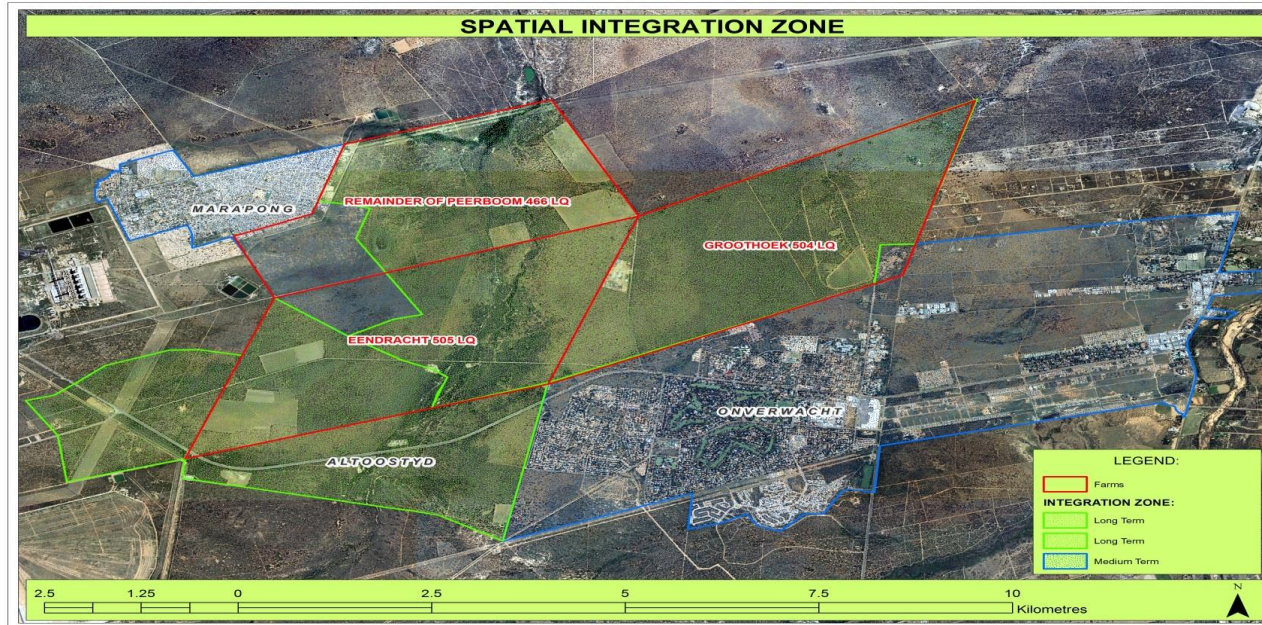 SPATIAL INTEGRATION ZONE
MARAPONG
REMAINDER OF PEERBOOM 466 LQ
GROOTHOEK 504 LQ
EENDRACHT 505 LQ
ONVERWACHT
ALTOOSTYD
LEGEND:
Farms
INTEGRATION ZONE:
Long Term
Long Term
Medium Term
2.5 1.25 0 2.5 5 7.5 10
Kilometres
N